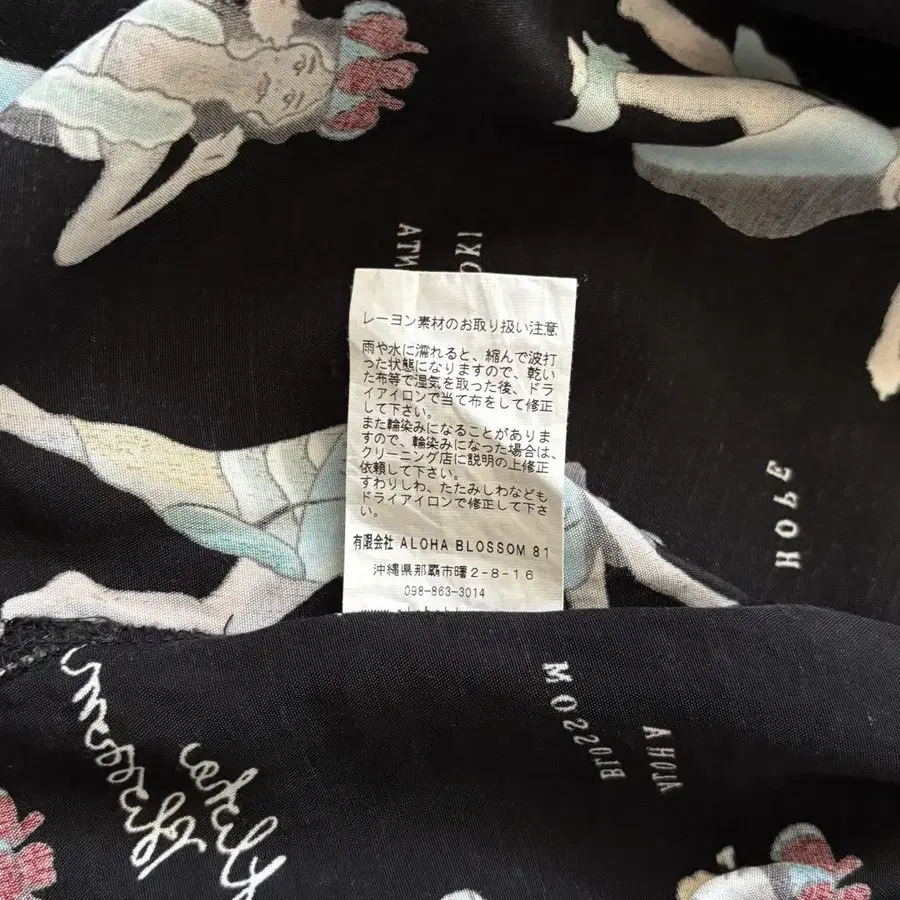 レーヨン素材のお取り扱い注意
雨や水に濡れると、縮んで波打
った状態になりますので、乾い
た布等で湿気を取った後、ドラ
イアイロンで当て布をして修正
して下さい。
また輪染みになることがありま
すので、輪染みになった場合は、
クリーニング店に説明の上修正
依頼して下さい。
すわりしわ、たたみしわなども
ドライアイロンで修正して下さ
い。
有限会社 ALOHA BLOSSOM 81
沖縄県那覇市曙2-8-16
098-863-3014
ALOHA
BLOSSOM